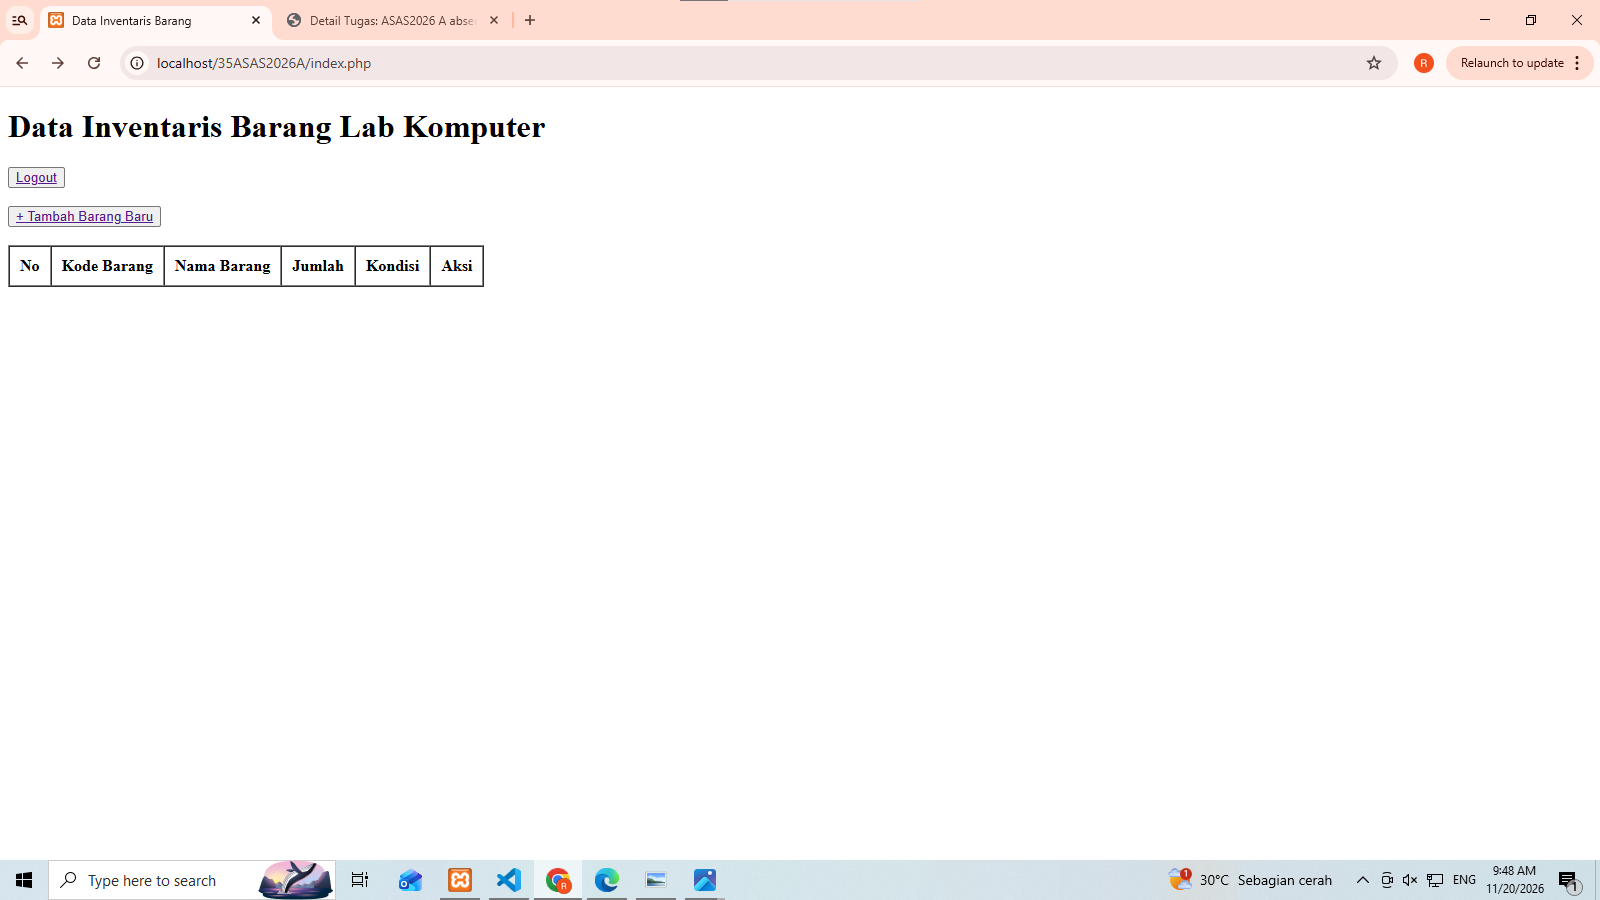 Data Inventaris Barang
Detail Tugas: ASAS2026 A abse
localhost/35ASAS2026A/index.php
R
Relaunch to update
Data Inventaris Barang Lab Komputer
Logout
+ Tambah Barang Baru
No Kode Barang Nama Barang Jumlah Kondisi Aksi
Type here to search
R
1
30°C Sebagian cerah
ENG
9:48 AM
11/20/2026
1